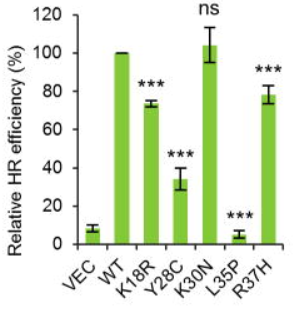 Relative HR efficiency (%)
120
100
80
60
40
20
0
ns
***
***
***
***
VEC
WT
K18R
Y28C
K30N
L35P
R37H